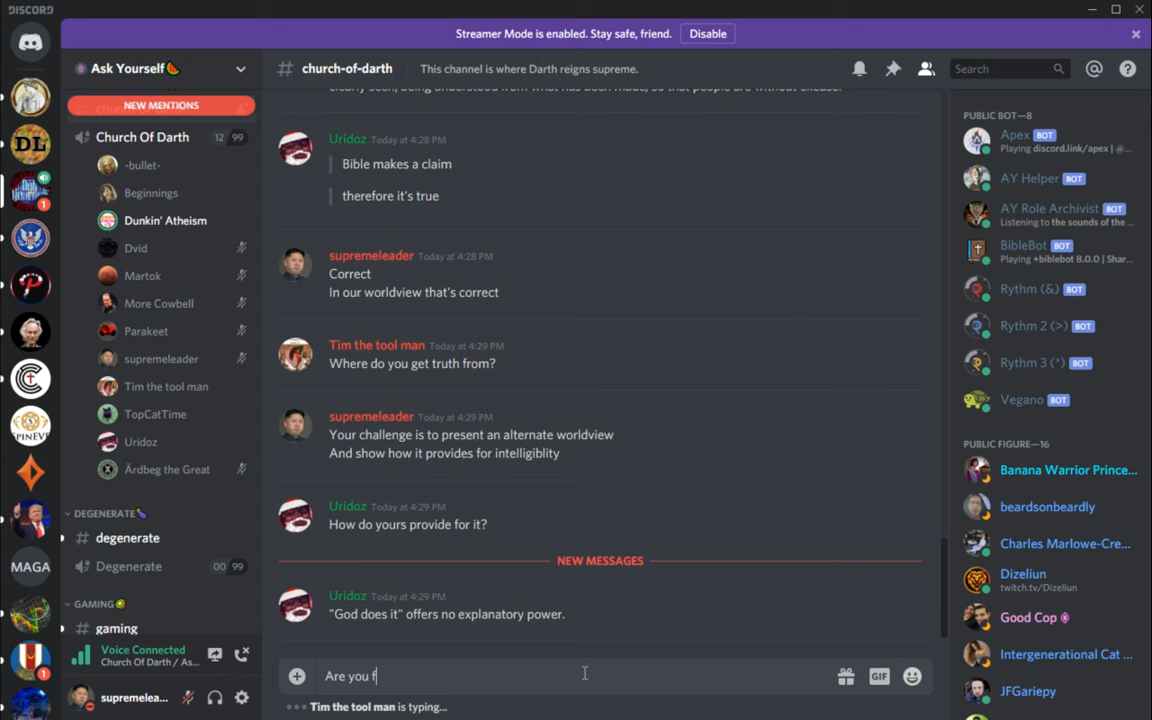 DISCORD
Streamer Mode is enabled. Stay safe, friend. Disable
Ask Yourself🍉
# church-of-darth This channel is where Darth reigns supreme.
Search
NEW MENTIONS
Church Of Darth 12 99
-bullet-
Beginnings
Dunkin' Atheism
Dvid
Martok
More Cowbell
Parakeet
supremeleader
Tim the tool man
TopCatTime
Uridoz
Ärdbeg the Great
DEGENERATE🍆
# degenerate
Degenerate 00 99
GAMING
# gaming
Voice Connected
Church Of Darth / As...
supremelea...
DL
MAGA
Uridoz Today at 4:28 PM
Bible makes a claim
therefore it's true
supremeleader Today at 4:28 PM
Correct
In our worldview that's correct
Tim the tool man Today at 4:29 PM
Where do you get truth from?
supremeleader Today at 4:29 PM
Your challenge is to present an alternate worldview
And show how it provides for intelligiblity
Uridoz Today at 4:29 PM
How do yours provide for it?
NEW MESSAGES
Uridoz Today at 4:29 PM
"God does it" offers no explanatory power.
Are you f
GIF
Tim the tool man is typing...
PUBLIC BOT—8
Apex BOT
Playing discord.link/apex | @...
AY Helper BOT
AY Role Archivist BOT
Listening to the sounds of the ...
BibleBot BOT
Playing +biblebot 8.0.0 | Shar...
Rythm (&) BOT
Rythm 2 (>) BOT
Rythm 3 (*) BOT
Vegano BOT
PUBLIC FIGURE—16
Banana Warrior Prince...
beardsonbeardly
Charles Marlowe-Cre...
Dizeliun
twitch.tv/Dizeliun
Good Cop
Intergenerational Cat ...
JFGariepy